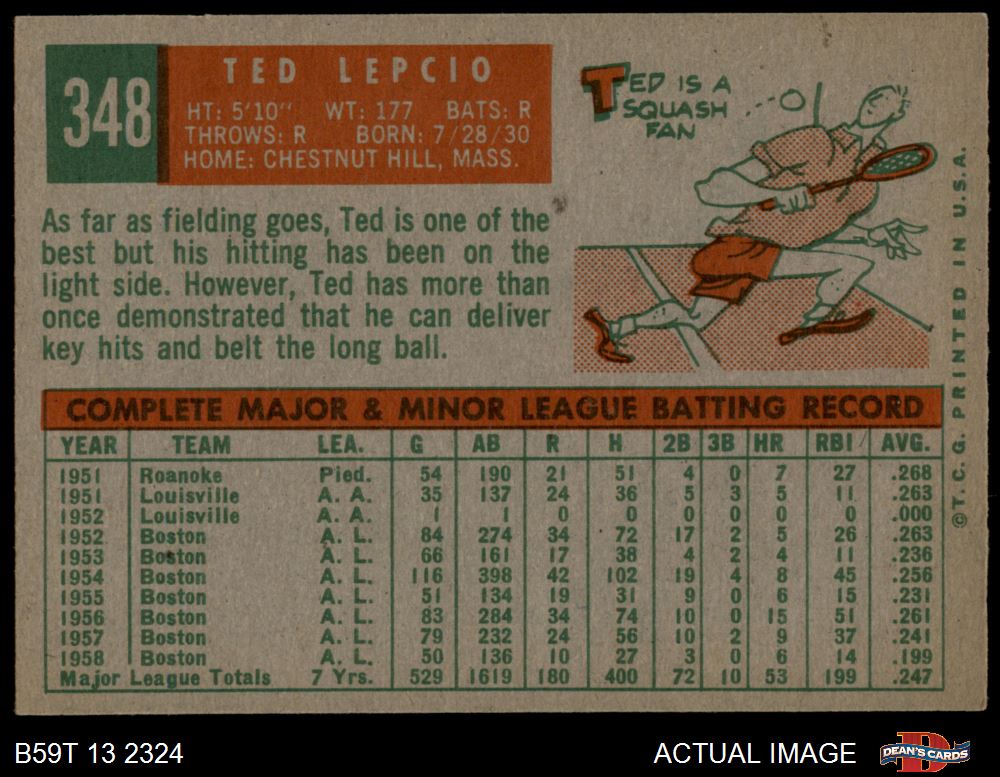 348
TED LEPCIO
HT: 5'10" WT: 177 BATS: R
THROWS: R BORN: 7/28/30
HOME: CHESTNUT HILL, MASS.
TED IS A
SQUASH
FAN
As far as fielding goes, Ted is one of the
best but his hitting has been on the
light side. However, Ted has more than
once demonstrated that he can deliver
key hits and belt the long ball.
COMPLETE MAJOR & MINOR LEAGUE BATTING RECORD
YEAR TEAM LEA. G AB R H 2B 3B HR RBI AVG.
1951 Roanoke Pied. 54 190 21 51 4 0 7 27 .268
1951 Louisville A. A. 35 137 24 36 5 3 5 11 .263
1952 Louisville A. A. 1 1 0 0 0 0 0 0 .000
1952 Boston A. L. 84 274 34 72 17 2 5 26 .263
1953 Boston A. L. 66 161 17 38 4 2 4 11 .236
1954 Boston A. L. 116 398 42 102 19 4 8 45 .256
1955 Boston A. L. 51 134 19 31 9 0 6 15 .231
1956 Boston A. L. 83 284 34 74 10 0 15 51 .261
1957 Boston A. L. 79 232 24 56 10 2 9 37 .241
1958 Boston A. L. 50 136 10 27 3 0 6 14 .199
Major League Totals 7 Yrs. 529 1619 180 400 72 10 53 199 .247
© T. C. G. PRINTED IN U.S.A.
B59T 13 2324
ACTUAL IMAGE
D
DEAN'S CARDS